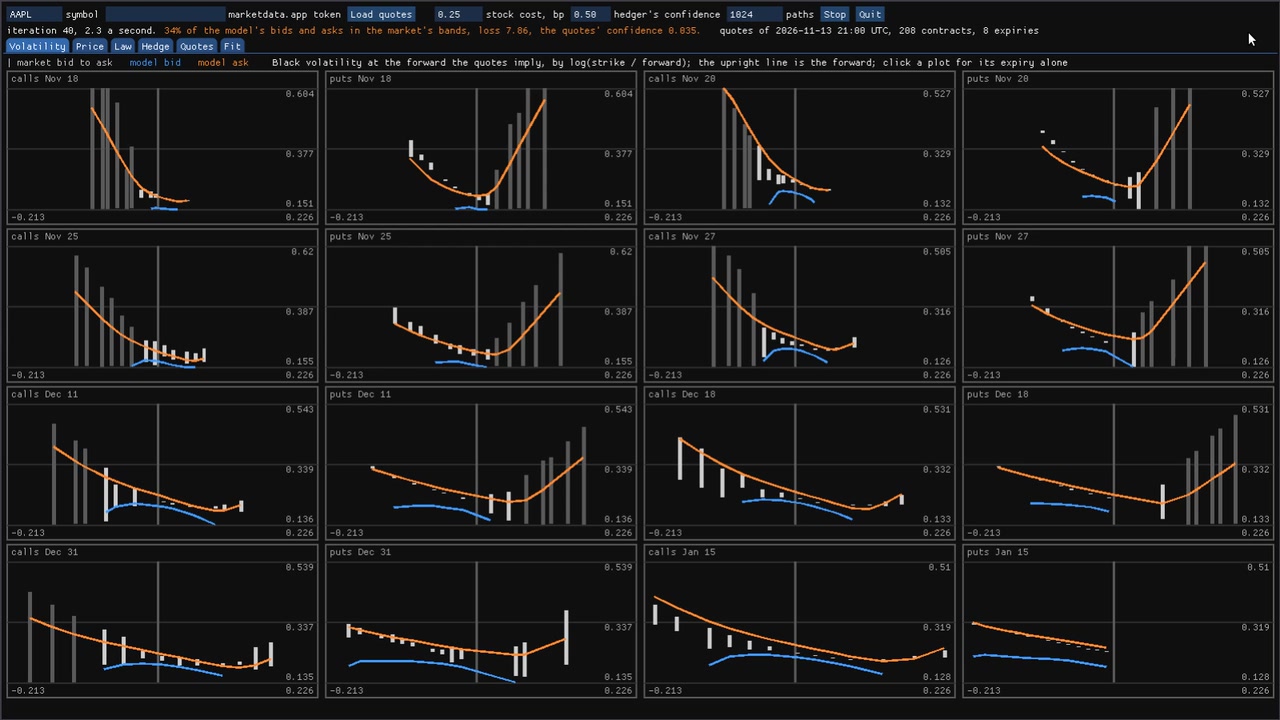 AAPL symbol marketdata.app token Load quotes 0.25 stock cost, bp 0.50 hedger's confidence 1024 paths Stop Quit
iteration 40, 2.3 a second. 34% of the model's bids and asks in the market's bands, loss 7.86, the quotes' confidence 0.035. quotes of 2026-11-13 21:00 UTC, 208 contracts, 8 expiries
Volatility Price Law Hedge Quotes Fit
| market bid to ask model bid model ask Black volatility at the forward the quotes imply, by log(strike / forward); the upright line is the forward; click a plot for its expiry alone
calls Nov 18 puts Nov 18 calls Nov 20 puts Nov 20
0.604 0.604 0.527 0.527
0.377 0.377 0.329 0.329
0.151 0.151 0.132 0.132
-0.213 0.226 -0.213 0.226 -0.213 0.226 -0.213 0.226
calls Nov 25 puts Nov 25 calls Nov 27 puts Nov 27
0.62 0.62 0.505 0.505
0.387 0.387 0.316 0.316
0.155 0.155 0.126 0.126
-0.213 0.226 -0.213 0.226 -0.213 0.226 -0.213 0.226
calls Dec 11 puts Dec 11 calls Dec 18 puts Dec 18
0.543 0.543 0.531 0.531
0.339 0.339 0.332 0.332
0.136 0.136 0.133 0.133
-0.213 0.226 -0.213 0.226 -0.213 0.226 -0.213 0.226
calls Dec 31 puts Dec 31 calls Jan 15 puts Jan 15
0.539 0.539 0.51 0.51
0.337 0.337 0.319 0.319
0.135 0.135 0.128 0.128
-0.213 0.226 -0.213 0.226 -0.213 0.226 -0.213 0.226